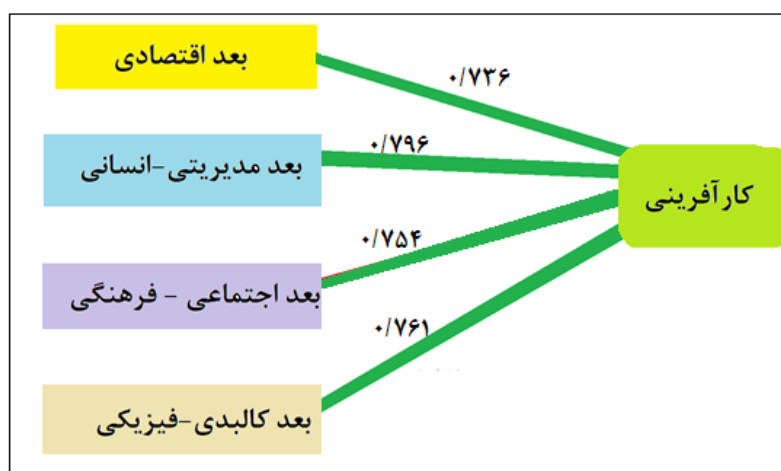 بعد اقتصادی
۰/۷۳۶
۰/۷۹۶
بعد مدیریتی-انسانی
کارآفرینی
۰/۷۵۴
بعد اجتماعی - فرهنگی
۰/۷۶۱
بعد کالبدی-فیزیکی